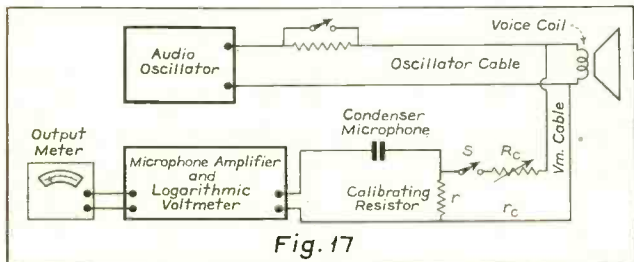 Voice Coil
Audio
Oscillator
Oscillator Cable
Condenser
Microphone
Output
Meter
Microphone Amplifier
and
Logarithmic
Voltmeter
S
Rc
Vm. Cable
Calibrating
Resistor
r
rc
Fig. 17